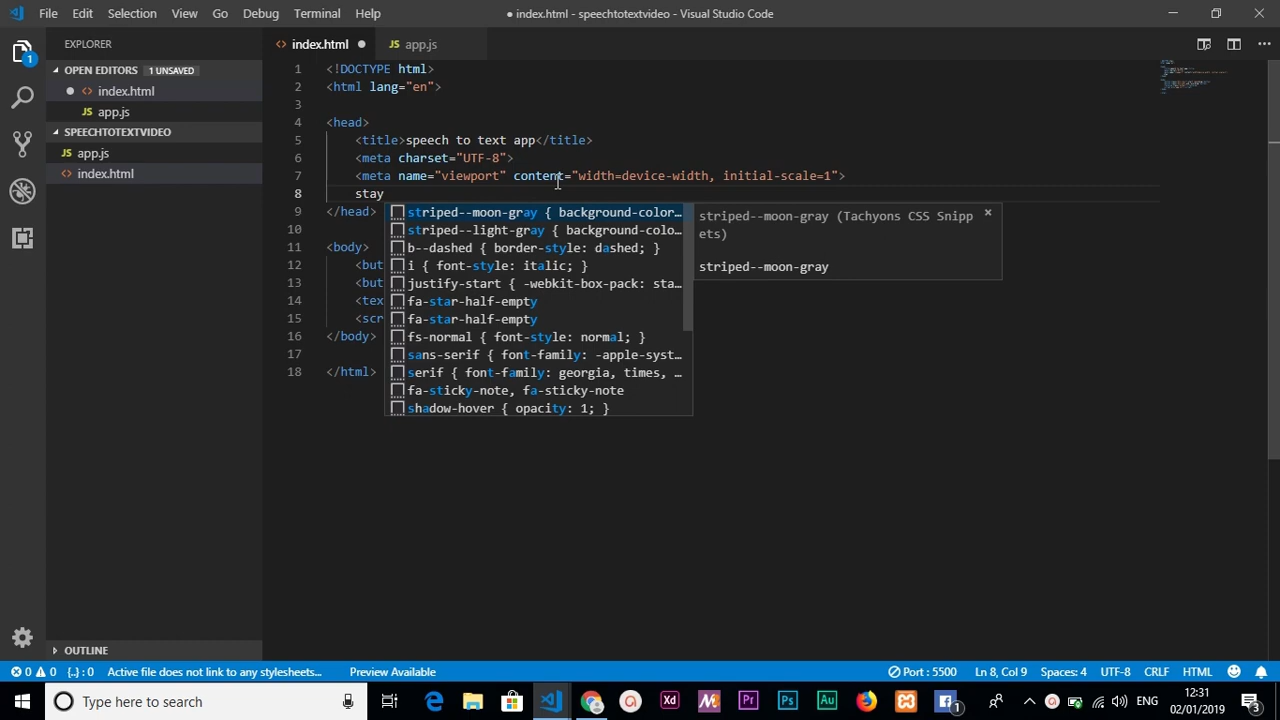 File Edit Selection View Go Debug Terminal Help
● index.html - speechtotextvideo - Visual Studio Code
EXPLORER
index.html ●
JS app.js
OPEN EDITORS 1 UNSAVED
● index.html
JS app.js
SPEECHTOTEXTVIDEO
JS app.js
index.html
OUTLINE
1 <!DOCTYPE html>
2 <html lang="en">
3
4 <head>
5 <title>speech to text app</title>
6 <meta charset="UTF-8">
7 <meta name="viewport" content="width=device-width, initial-scale=1">
8 stay
9 </head>
10
11 <body>
12 <but
13 <but
14 <tex
15 <scr
16 </body>
17
18 </html>
striped--moon-gray { background-color…
striped--light-gray { background-colo…
b--dashed { border-style: dashed; }
i { font-style: italic; }
justify-start { -webkit-box-pack: sta…
fa-star-half-empty
fa-star-half-empty
fs-normal { font-style: normal; }
sans-serif { font-family: -apple-syst…
serif { font-family: georgia, times, …
fa-sticky-note, fa-sticky-note
shadow-hover { opacity: 1; }
striped--moon-gray (Tachyons CSS Snipp
ets)
striped--moon-gray
0 0 {..} : 0 Active file does not link to any stylesheets... Preview Available
Port : 5500 Ln 8, Col 9 Spaces: 4 UTF-8 CRLF HTML
Type here to search
ENG
12:31
02/01/2019